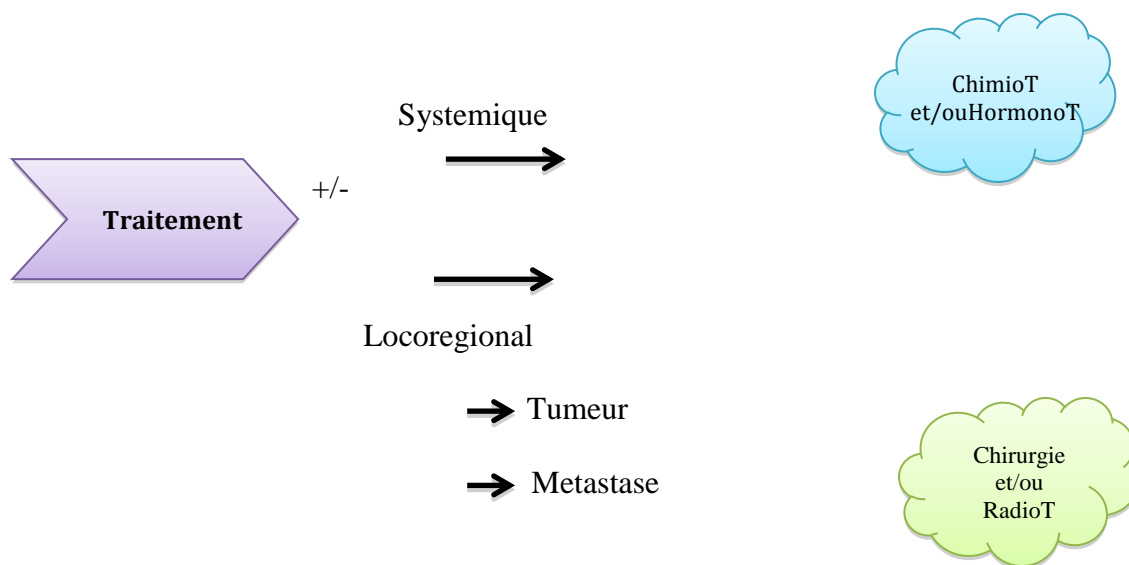 ChimioT
et/ouHormonoT
Systemique
+/-
Traitement
Locoregional
Tumeur
Metastase
Chirurgie
et/ou
RadioT